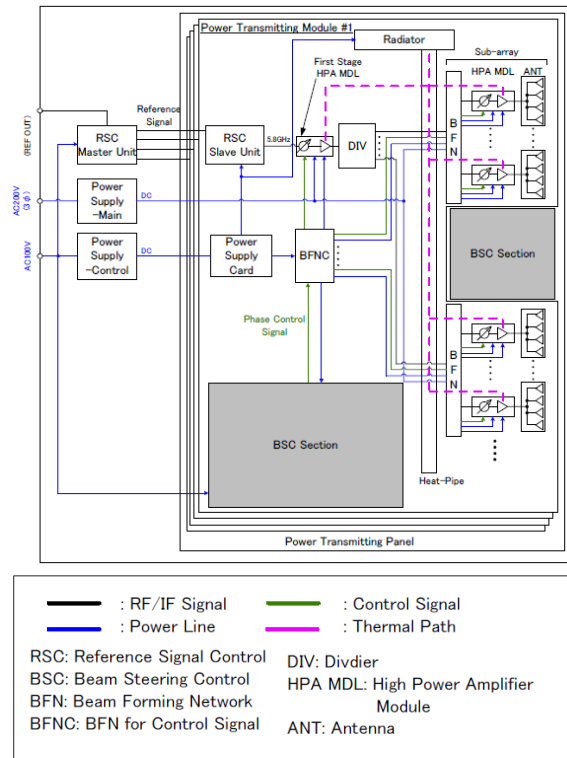 Power Transmitting Module #1
Radiator
First Stage
HPA MDL
Sub-array
HPA MDL
ANT
(REF OUT)
Reference
Signal
RSC
Master Unit
RSC
Slave Unit
5.8GHz
DIV
B
F
N
AC200V
(3φ)
Power
Supply
-Main
DC
AC100V
Power
Supply
-Control
DC
Power
Supply
Card
BFNC
BSC Section
Phase Control
Signal
B
F
N
BSC Section
Heat-Pipe
Power Transmitting Panel
: RF/IF Signal
: Control Signal
: Power Line
: Thermal Path
RSC: Reference Signal Control
BSC: Beam Steering Control
BFN: Beam Forming Network
BFNC: BFN for Control Signal
DIV: Divdier
HPA MDL: High Power Amplifier
Module
ANT: Antenna